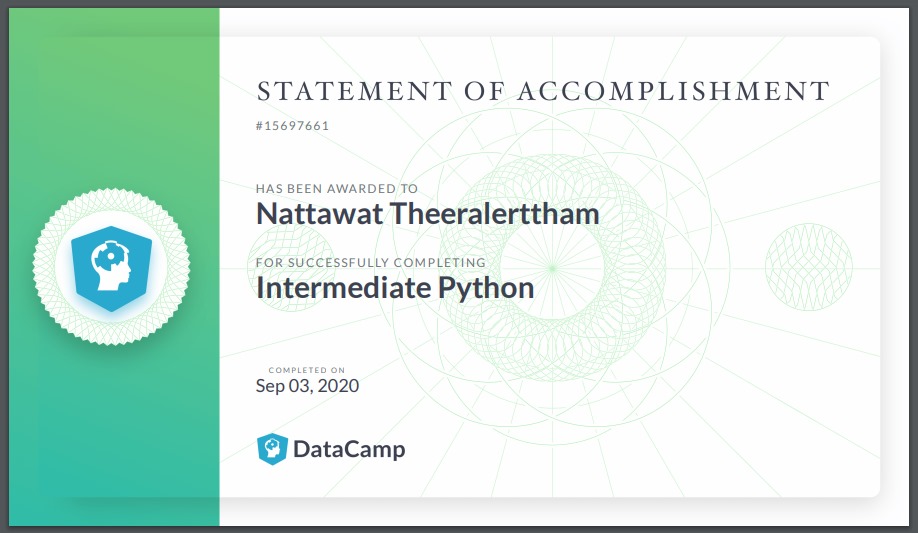 STATEMENT OF ACCOMPLISHMENT
#15697661
HAS BEEN AWARDED TO
Nattawat Theeralerttham
FOR SUCCESSFULLY COMPLETING
Intermediate Python
COMPLETED ON
Sep 03, 2020
DataCamp